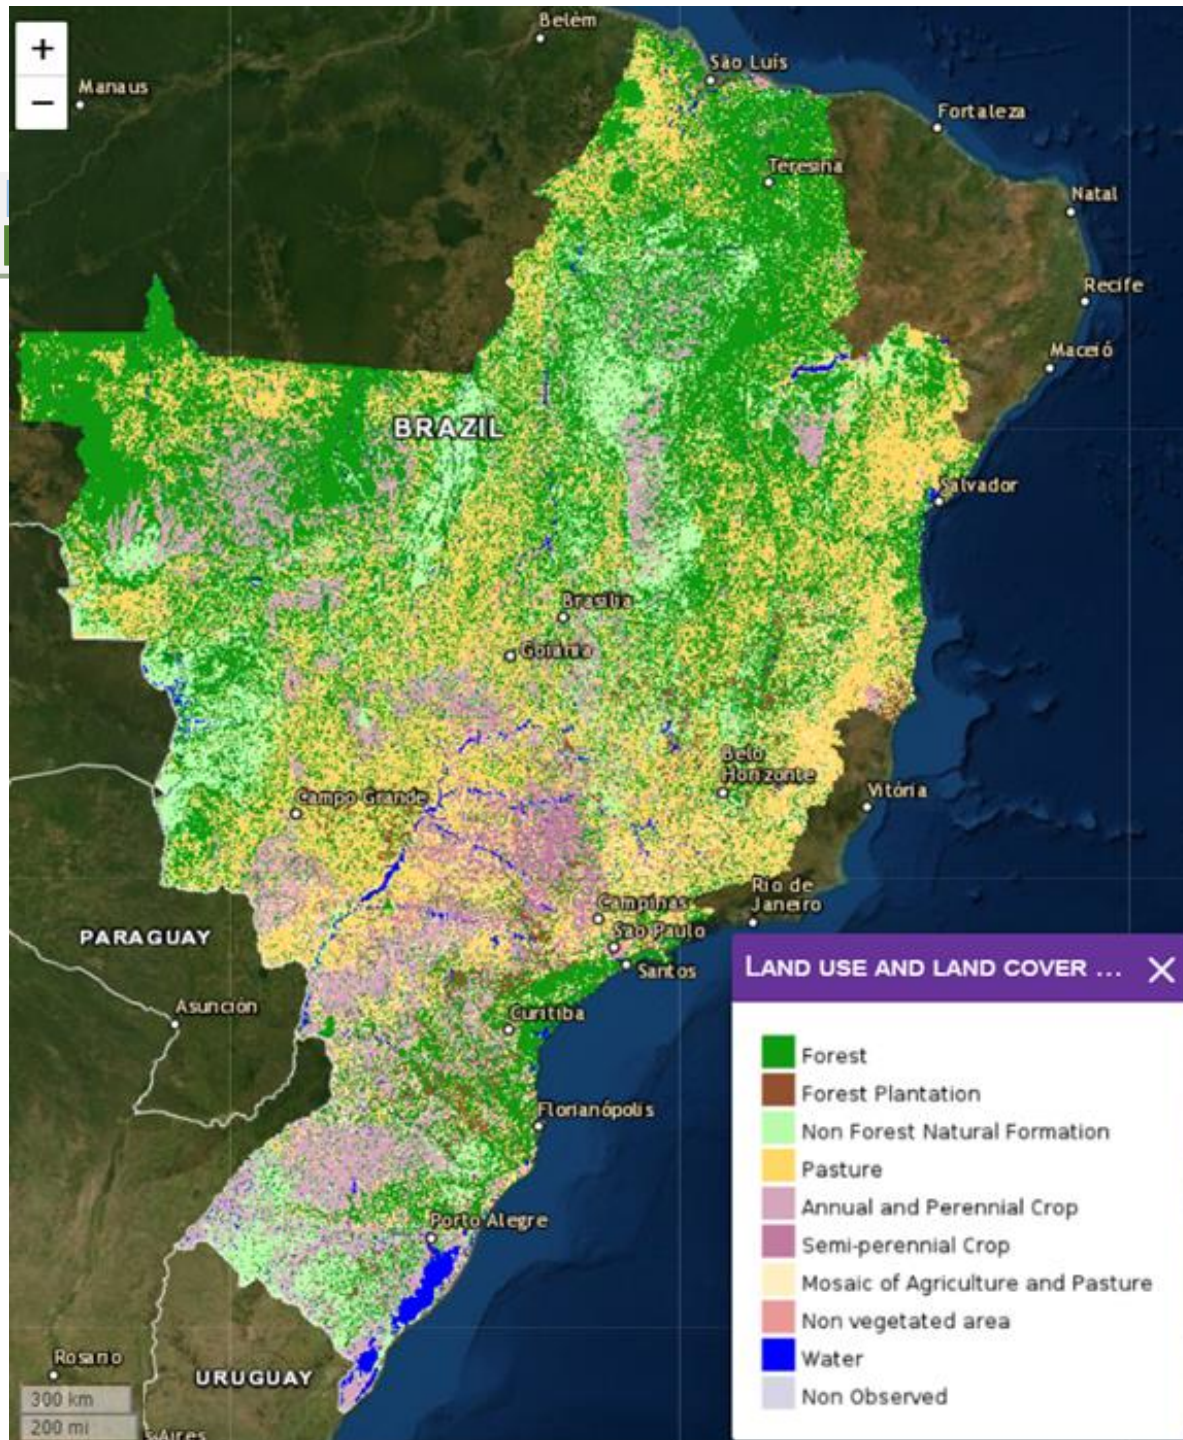 +
−
Belém
Manaus
São Luís
Fortaleza
Teresina
Natal
Recife
Maceió
BRAZIL
Salvador
Brasília
Goiânia
Belo
Horizonte
Vitória
Campo Grande
Rio de
Janeiro
Campinas
São Paulo
Santos
PARAGUAY
Asunción
Curitiba
Florianópolis
Porto Alegre
Rosario
URUGUAY
300 km
200 mi
s Aires
LAND USE AND LAND COVER ...
Forest
Forest Plantation
Non Forest Natural Formation
Pasture
Annual and Perennial Crop
Semi-perennial Crop
Mosaic of Agriculture and Pasture
Non vegetated area
Water
Non Observed